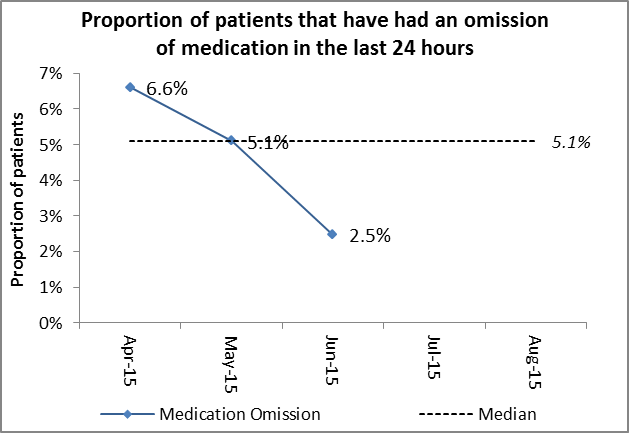 Proportion of patients that have had an omission
of medication in the last 24 hours
Proportion of patients
7%
6%
5%
4%
3%
2%
1%
0%
6.6%
5.1%
2.5%
5.1%
Apr-15
May-15
Jun-15
Jul-15
Aug-15
Medication Omission
Median